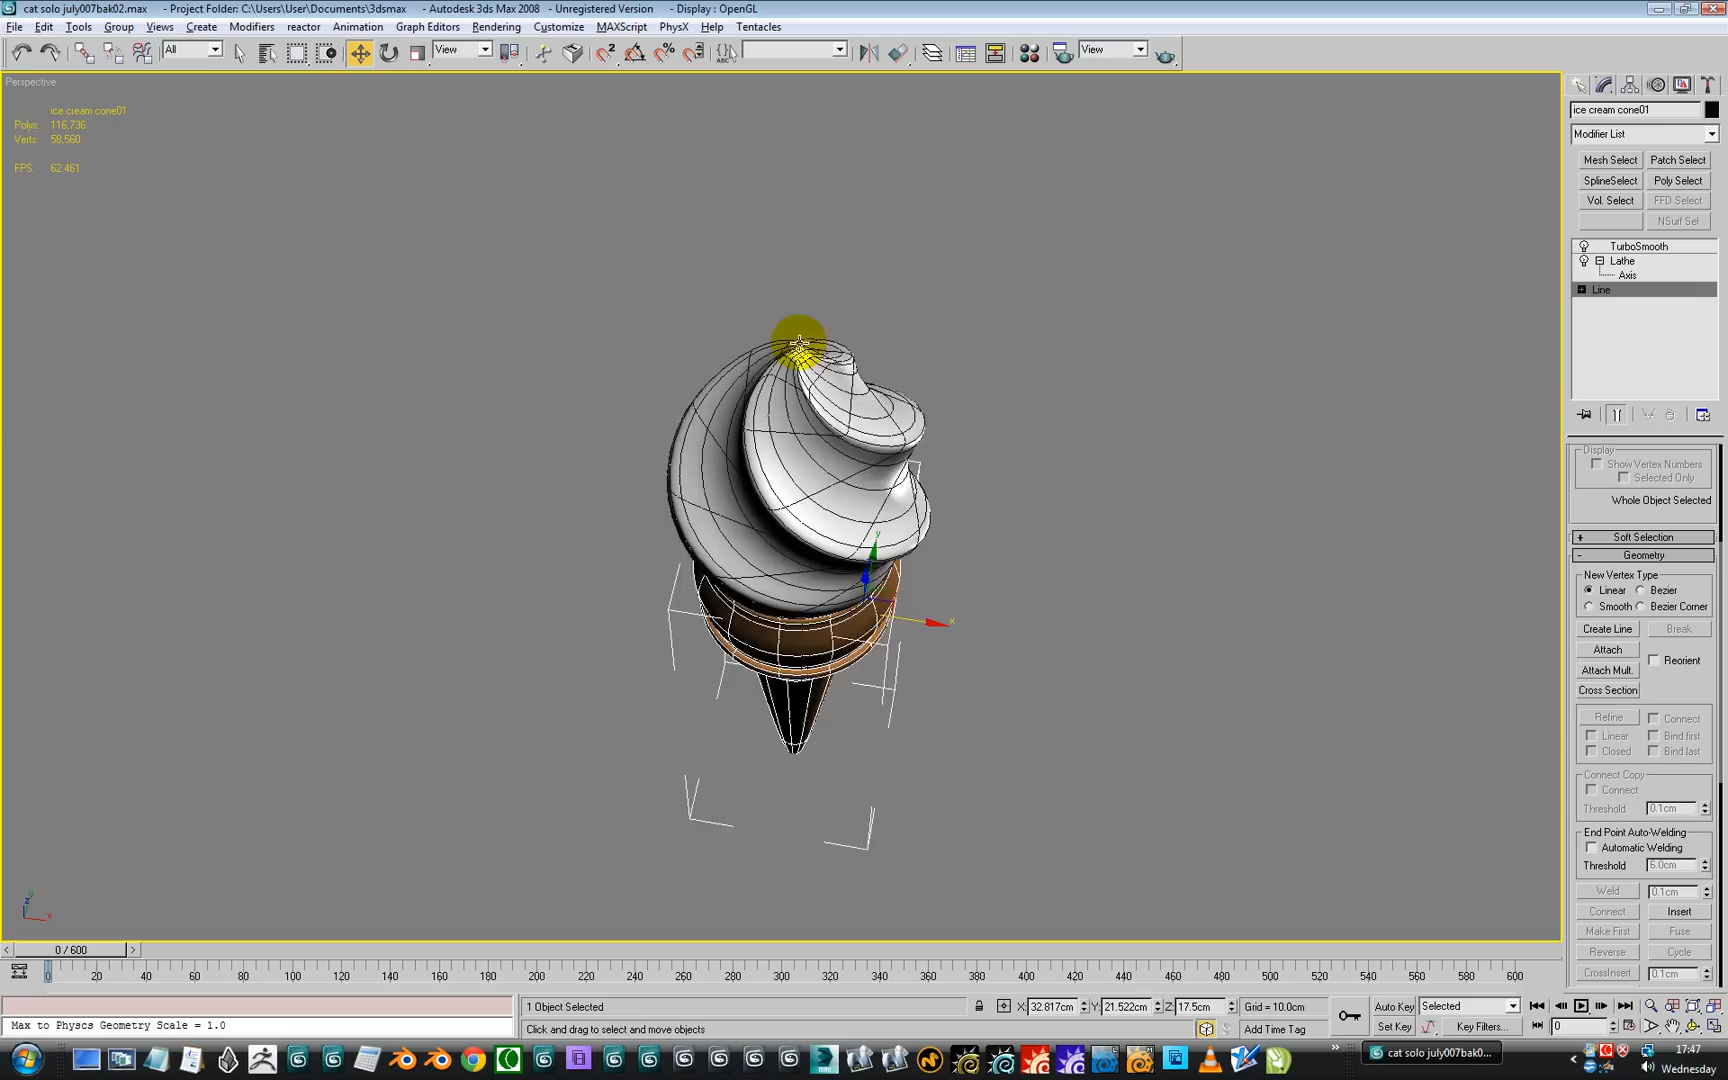 cat solo july007bak02.max - Project Folder: C:\Users\User\Documents\3dsmax - Autodesk 3ds Max 2008 - Unregistered Version - Display : OpenGL
File Edit Tools Group Views Create Modifiers reactor Animation Graph Editors Rendering Customize MAXScript PhysX Help Tentacles
All View View
Perspective
ice cream cone01
Polys: 116,736
Verts: 58,560
FPS: 62.461
x
y
ice cream cone01
Modifier List
Mesh Select Patch Select
SplineSelect Poly Select
Vol. Select FFD Select
NSurf Sel
TurboSmooth
Lathe
Axis
Line
Display
Show Vertex Numbers
Selected Only
Whole Object Selected
+ Soft Selection
- Geometry
New Vertex Type
Linear Bezier
Smooth Bezier Corner
Create Line Break
Attach Reorient
Attach Mult.
Cross Section
Refine Connect
Linear Bind first
Closed Bind last
Connect Copy
Connect
Threshold 0.1cm
End Point Auto-Welding
Automatic Welding
Threshold 6.0cm
Weld 0.1cm
Connect Insert
Make First Fuse
Reverse Cycle
CrossInsert 0.1cm
y
z
x
< 0 / 600 >
0 20 40 60 80 100 120 140 160 180 200 220 240 260 280 300 320 340 360 380 400 420 440 460 480 500 520 540 560 580 600
1 Object Selected X: 32.817cm Y: 21.522cm Z: 17.5cm Grid = 10.0cm Auto Key Selected
Max to Physcs Geometry Scale = 1.0 Click and drag to select and move objects Add Time Tag Set Key Key Filters... 0
cat solo july007bak0... 17:47
Wednesday